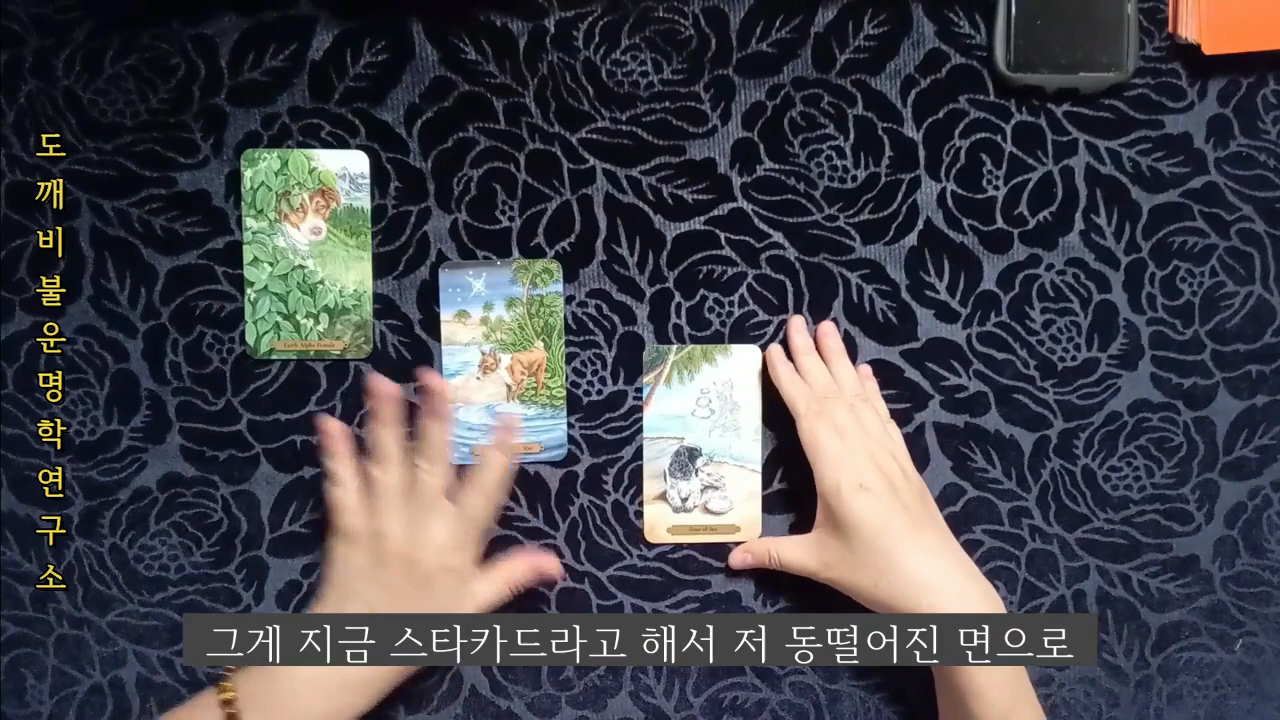 도깨비불운명학연구소
Earth Alpha Female
Star
Four of Sea
그게 지금 스타카드라고 해서 저 동떨어진 면으로